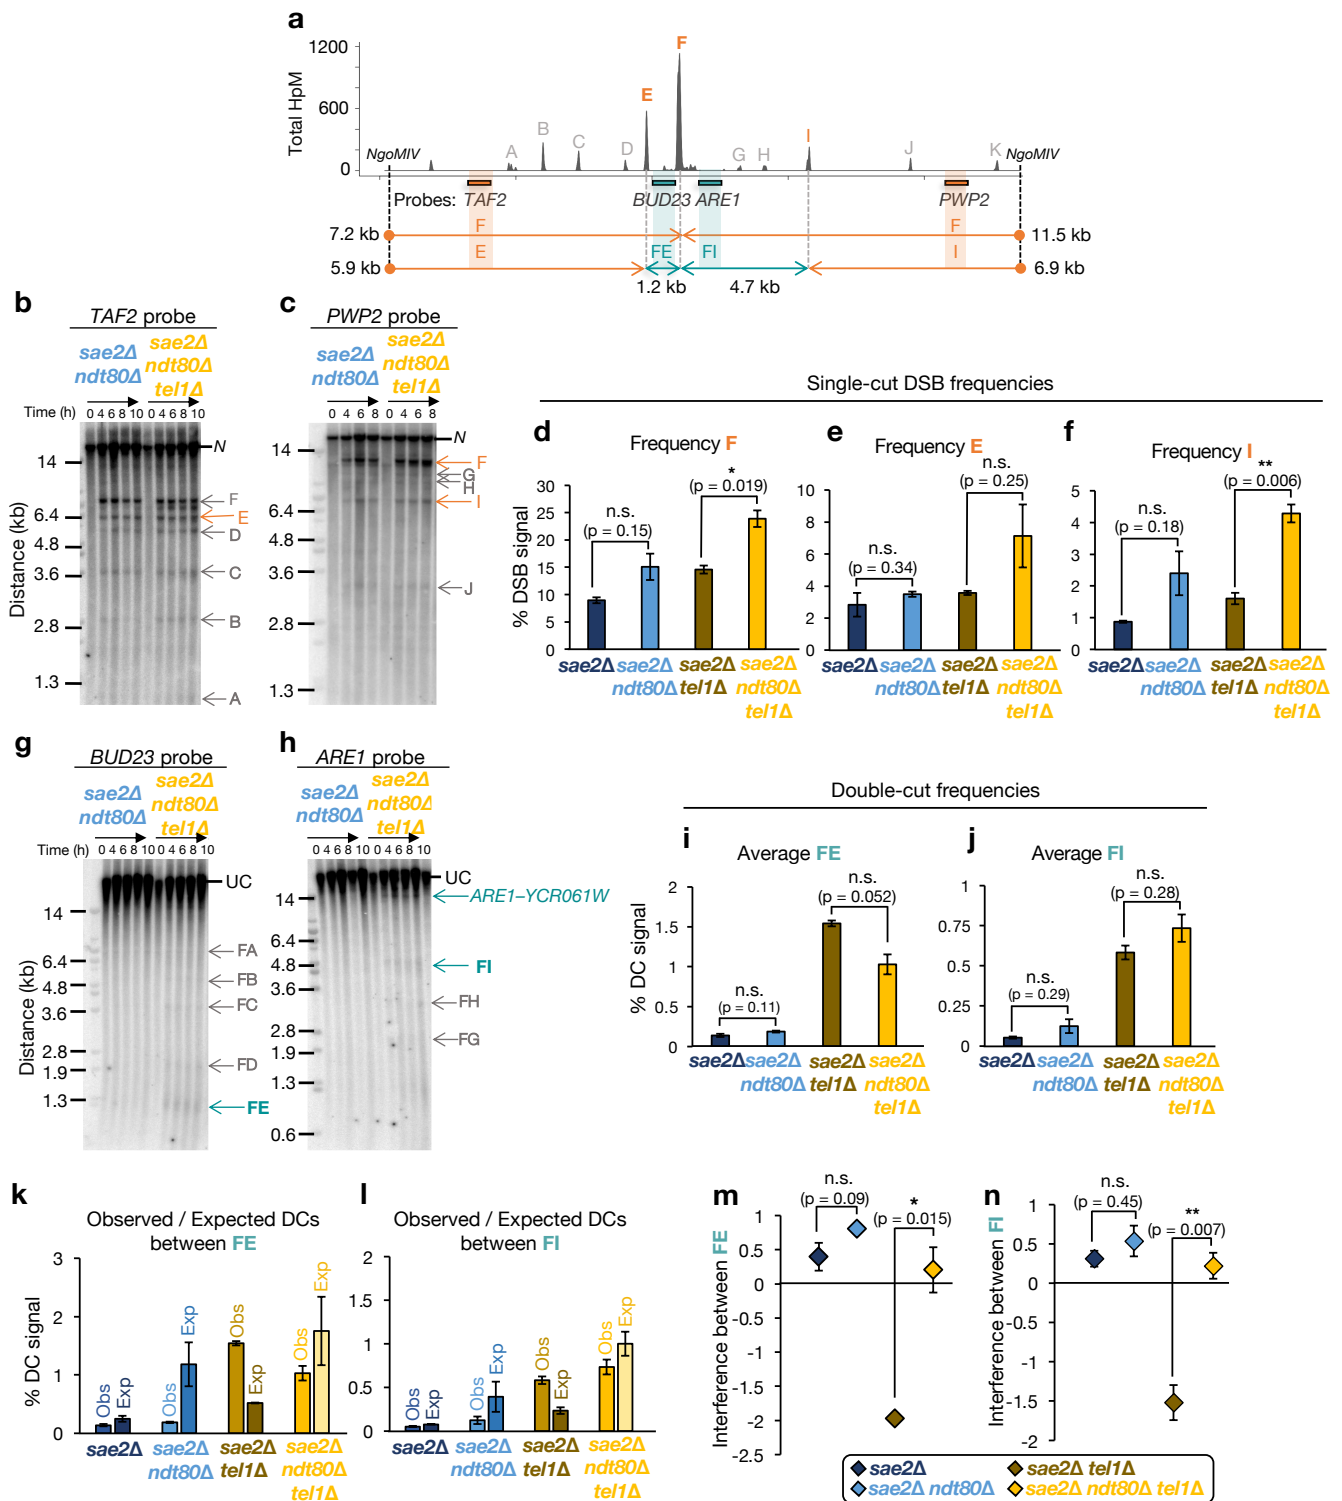 a
Total HpM
1200
600
0
F
E
A
B
C
D
G
H
I
J
K
NgoMIV
NgoMIV
Probes: TAF2
BUD23 ARE1
PWP2
7.2 kb
F
F
11.5 kb
E
FE
FI
I
5.9 kb
6.9 kb
1.2 kb
4.7 kb
b
TAF2 probe
sae2Δ
ndt80Δ
sae2Δ
ndt80Δ
tel1Δ
Time (h)
0 4 6 8 10 0 4 6 8 10
Distance (kb)
14
6.4
4.8
3.6
2.8
1.3
N
F
E
D
C
B
A
c
PWP2 probe
sae2Δ
ndt80Δ
sae2Δ
ndt80Δ
tel1Δ
0 4 6 8 0 4 6 8
14
6.4
4.8
3.6
2.8
1.3
N
F
G
H
I
J
Single-cut DSB frequencies
d
Frequency F
% DSB signal
30
25
20
15
10
5
0
n.s.
(p = 0.15)
*
(p = 0.019)
sae2Δ
sae2Δ
ndt80Δ
sae2Δ
tel1Δ
sae2Δ
ndt80Δ
tel1Δ
e
Frequency E
10
8
6
4
2
0
n.s.
(p = 0.34)
n.s.
(p = 0.25)
sae2Δ
sae2Δ
ndt80Δ
sae2Δ
tel1Δ
sae2Δ
ndt80Δ
tel1Δ
f
Frequency I
5
4
3
2
1
0
n.s.
(p = 0.18)
**
(p = 0.006)
sae2Δ
sae2Δ
ndt80Δ
sae2Δ
tel1Δ
sae2Δ
ndt80Δ
tel1Δ
g
BUD23 probe
sae2Δ
ndt80Δ
sae2Δ
ndt80Δ
tel1Δ
Time (h)
0 4 6 8 10 0 4 6 8 10
Distance (kb)
14
6.4
4.8
3.6
2.8
1.9
1.3
UC
FA
FB
FC
FD
FE
h
ARE1 probe
sae2Δ
ndt80Δ
sae2Δ
ndt80Δ
tel1Δ
0 4 6 8 10 0 4 6 8 10
14
6.4
4.8
3.6
2.8
1.9
1.3
0.6
UC
ARE1–YCR061W
FI
FH
FG
Double-cut frequencies
i
Average FE
% DC signal
2
1.5
1
0.5
0
n.s.
(p = 0.11)
n.s.
(p = 0.052)
sae2Δ
sae2Δ
ndt80Δ
sae2Δ
tel1Δ
sae2Δ
ndt80Δ
tel1Δ
j
Average FI
1
0.75
0.5
0.25
0
n.s.
(p = 0.29)
n.s.
(p = 0.28)
sae2Δ
sae2Δ
ndt80Δ
sae2Δ
tel1Δ
sae2Δ
ndt80Δ
tel1Δ
k
Observed / Expected DCs
between FE
% DC signal
3
2
1
0
Obs
Exp
Obs
Exp
Obs
Exp
Obs
Exp
sae2Δ
sae2Δ
ndt80Δ
sae2Δ
tel1Δ
sae2Δ
ndt80Δ
tel1Δ
l
Observed / Expected DCs
between FI
2
1.5
1
0.5
0
Obs
Exp
Obs
Exp
Obs
Exp
Obs
Exp
sae2Δ
sae2Δ
ndt80Δ
sae2Δ
tel1Δ
sae2Δ
ndt80Δ
tel1Δ
m
Interference between FE
1
0.5
0
-0.5
-1
-1.5
-2
-2.5
n.s.
(p = 0.09)
*
(p = 0.015)
n
Interference between FI
1
0.5
0
-0.5
-1
-1.5
-2
n.s.
(p = 0.45)
**
(p = 0.007)
sae2Δ
sae2Δ tel1Δ
sae2Δ ndt80Δ
sae2Δ ndt80Δ tel1Δ